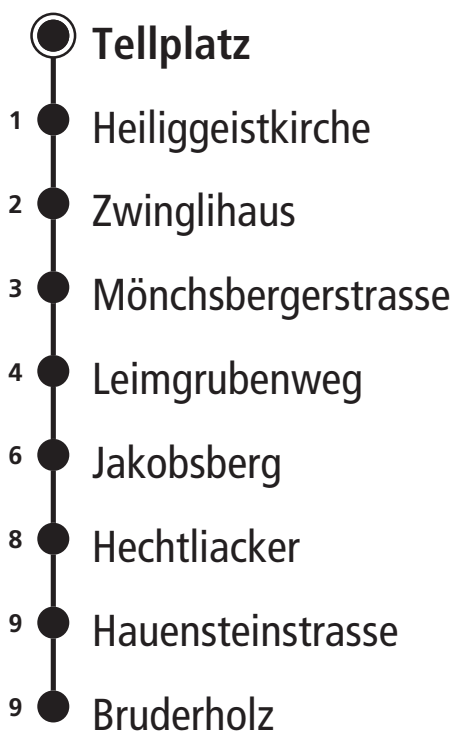 Tellplatz
1 Heiliggeistkirche
2 Zwinglihaus
3 Mönchsbergerstrasse
4 Leimgrubenweg
6 Jakobsberg
8 Hechtliacker
9 Hauensteinstrasse
9 Bruderholz